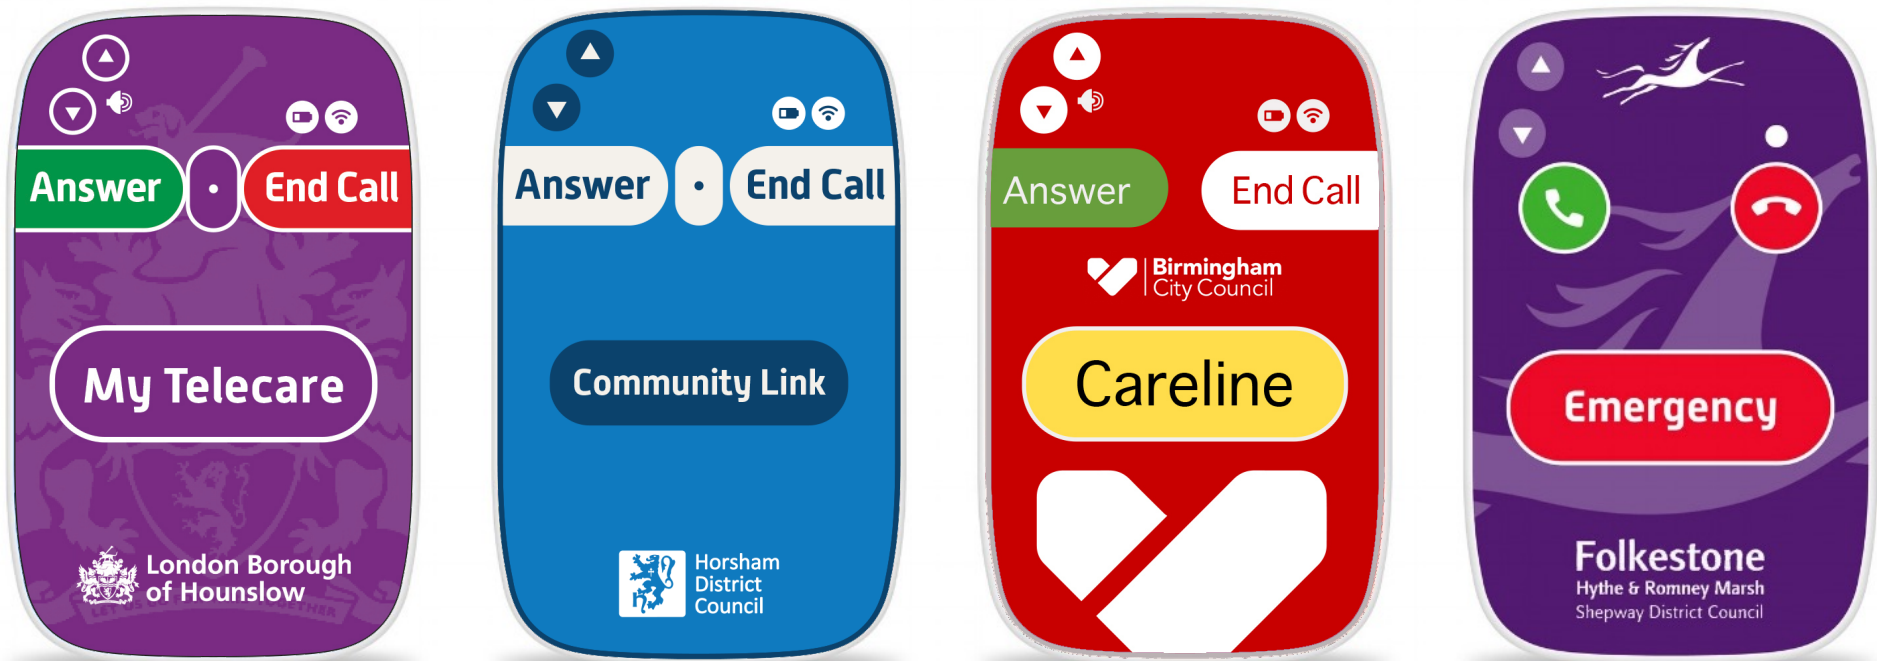 Answer
End Call
My Telecare
London Borough
of Hounslow
Answer
End Call
Community Link
Horsham
District
Council
Answer
End Call
Birmingham
City Council
Careline
Emergency
Folkestone
Hythe & Romney Marsh
Shepway District Council